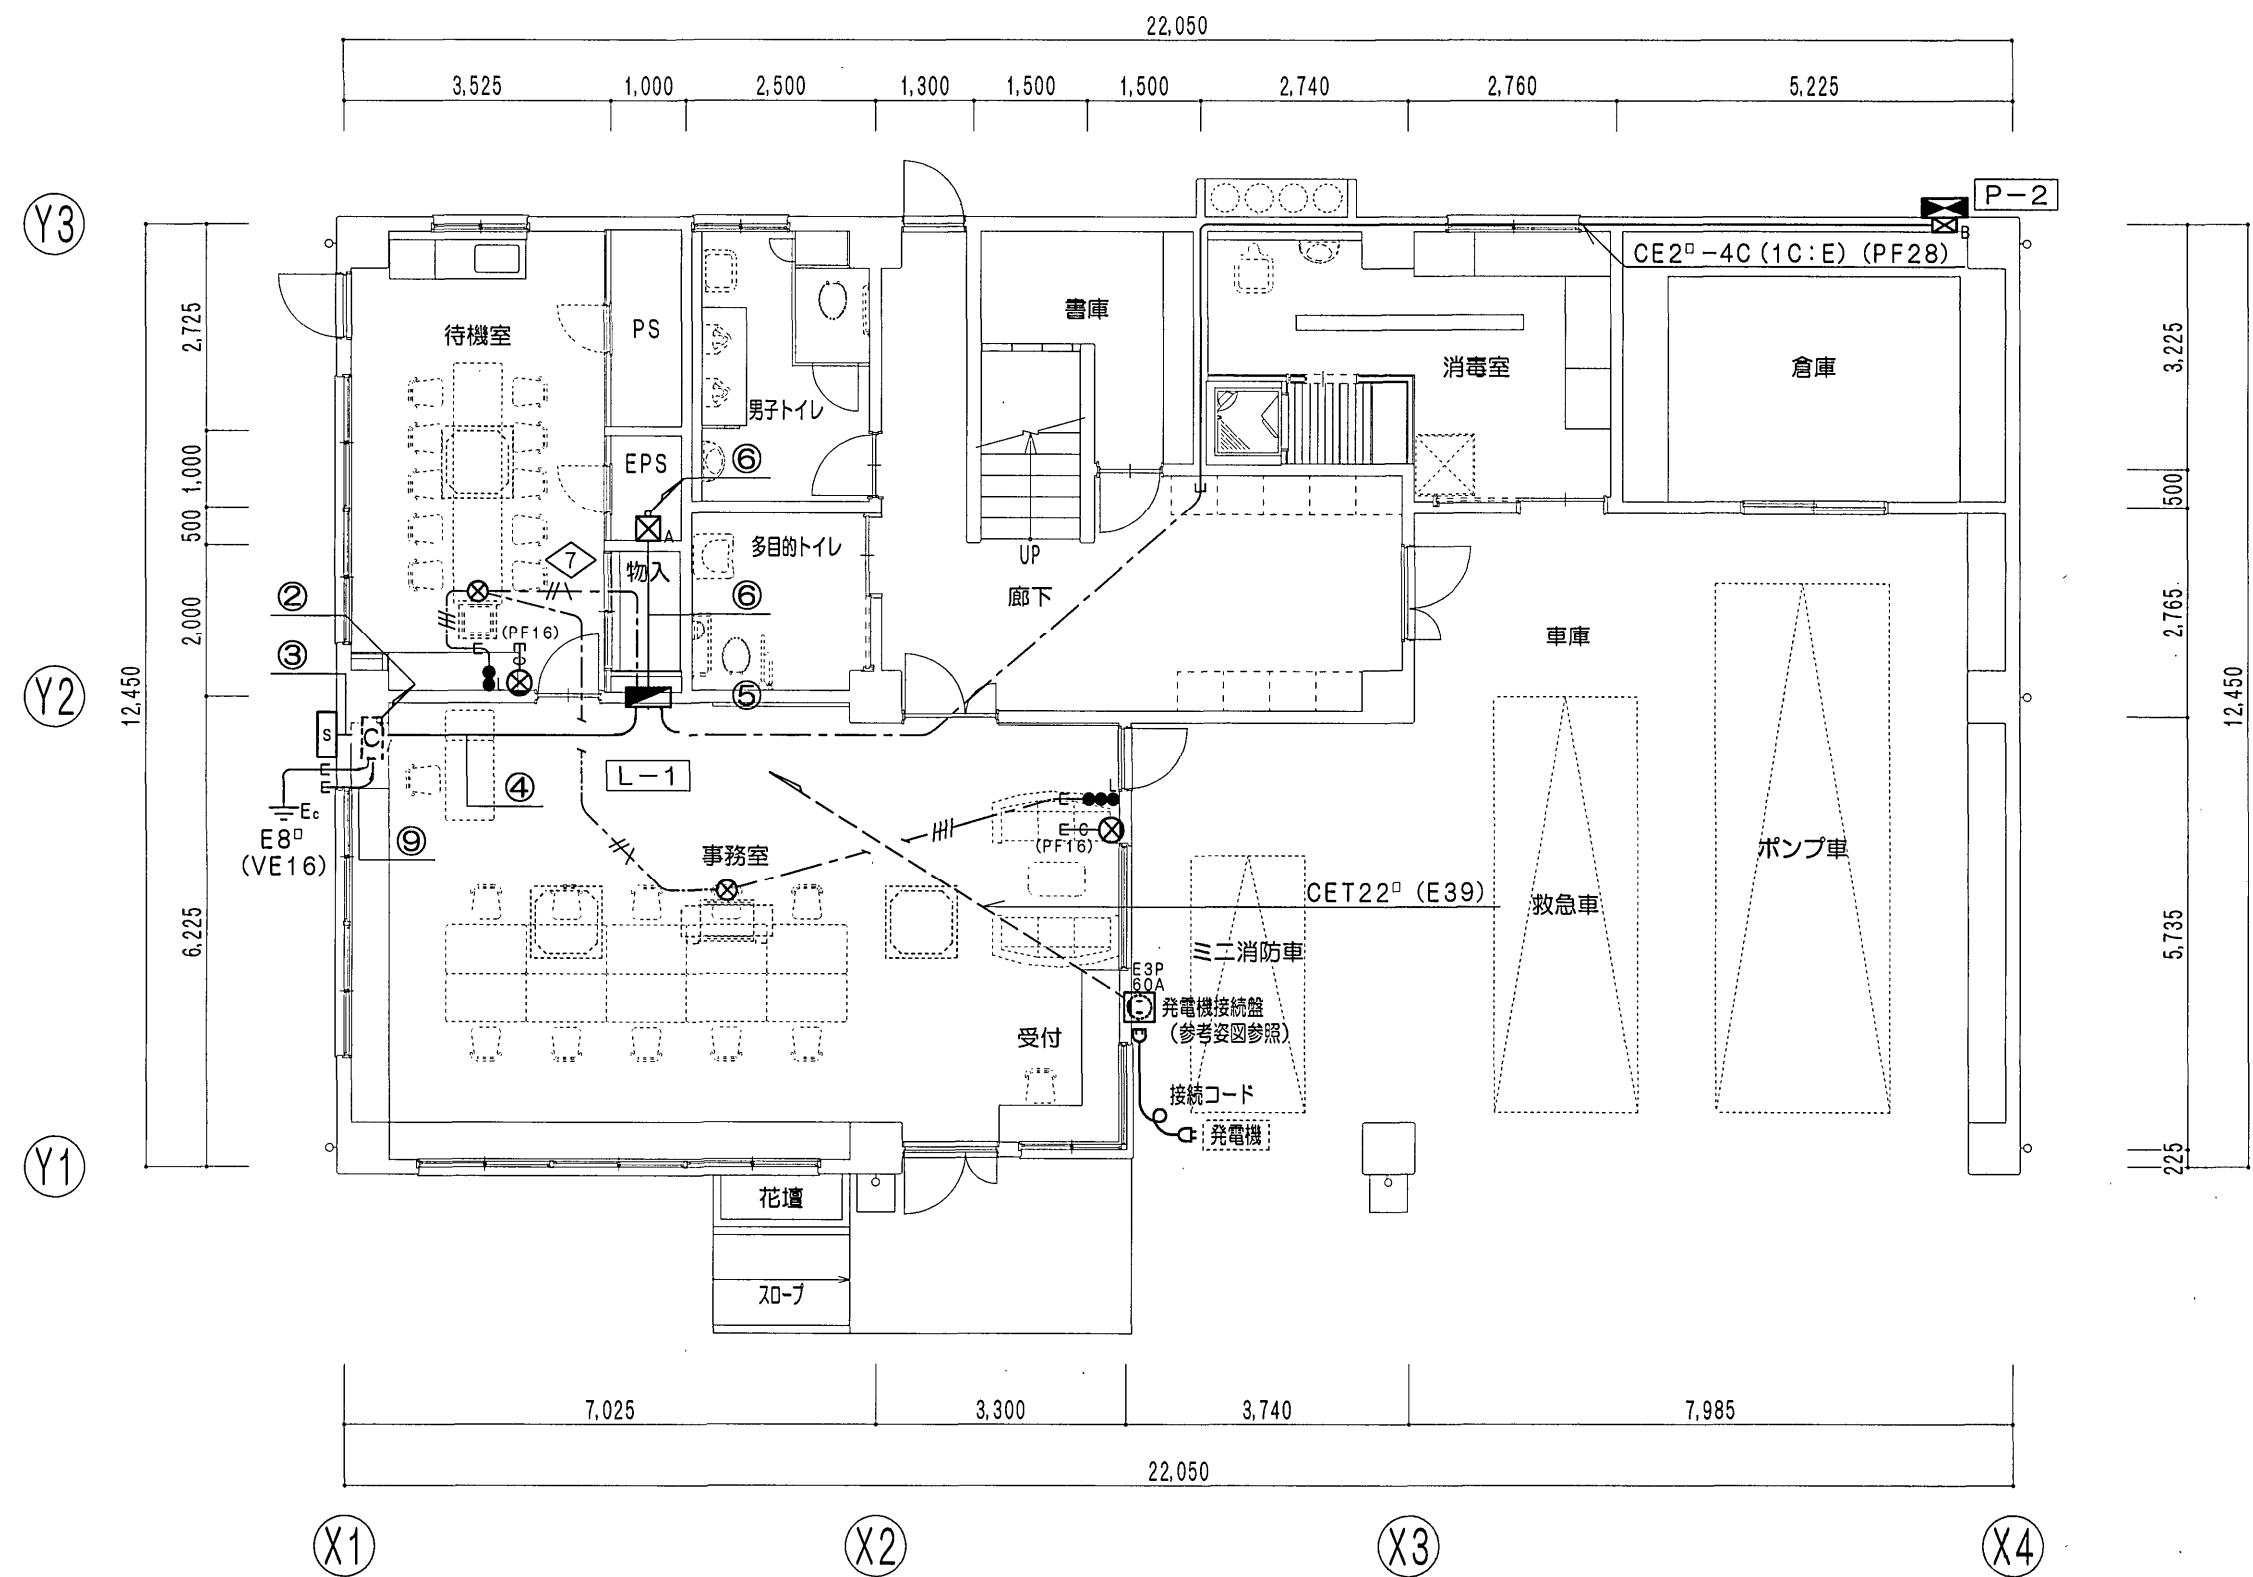 22,050
3,525 1,000 2,500 1,300 1,500 1,500 2,740 2,760 5,225
Y3
P-2
B
CE2□-4C(1C:E)(PF28)
2,725
1,000
500
2,000
12,450
6,225
待機室
PS
書庫
消毒室
倉庫
3,225
500
2,765
12,450
5,735
225
男子トイレ
⑥
EPS
A
多目的トイレ
UP
7
物入
②
⑥
廊下
(PF16)
車庫
③
E
E
C
L
Y2
⑤
S
C
L-1
E
E
④
Ec
E8□
(VE16)
⑨
L
E
E C
(PF16)
事務室
ポンプ車
CET22□(E39)
救急車
ミニ消防車
E3P
60A
発電機接続盤
(参考姿図参照)
受付
接続コード
発電機
Y1
花壇
スロープ
7,025 3,300 3,740 7,985
22,050
X1 X2 X3 X4